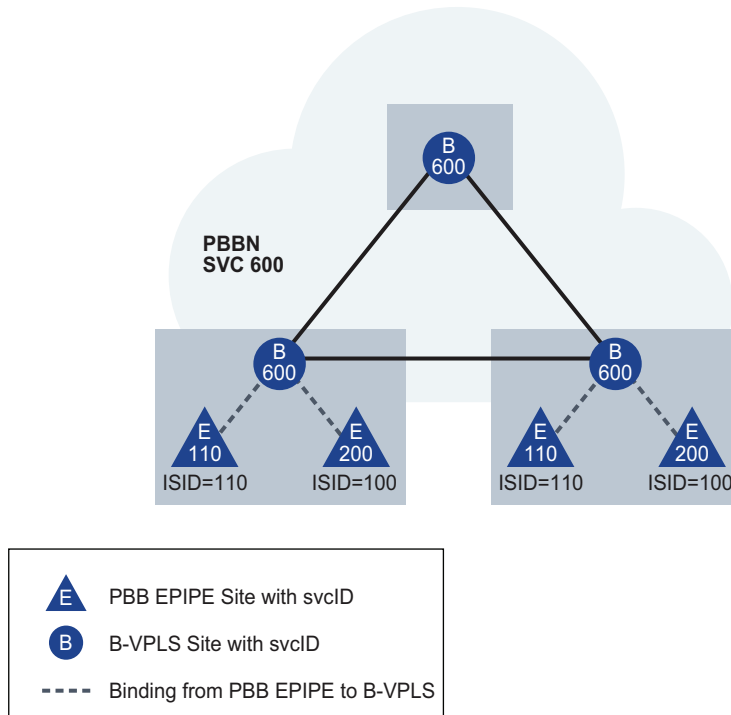 B
600
PBBN
SVC 600
B
600
B
600
E
110
E
200
E
110
E
200
ISID=110
ISID=100
ISID=110
ISID=100
E
PBB EPIPE Site with svcID
B
B-VPLS Site with svcID
Binding from PBB EPIPE to B-VPLS